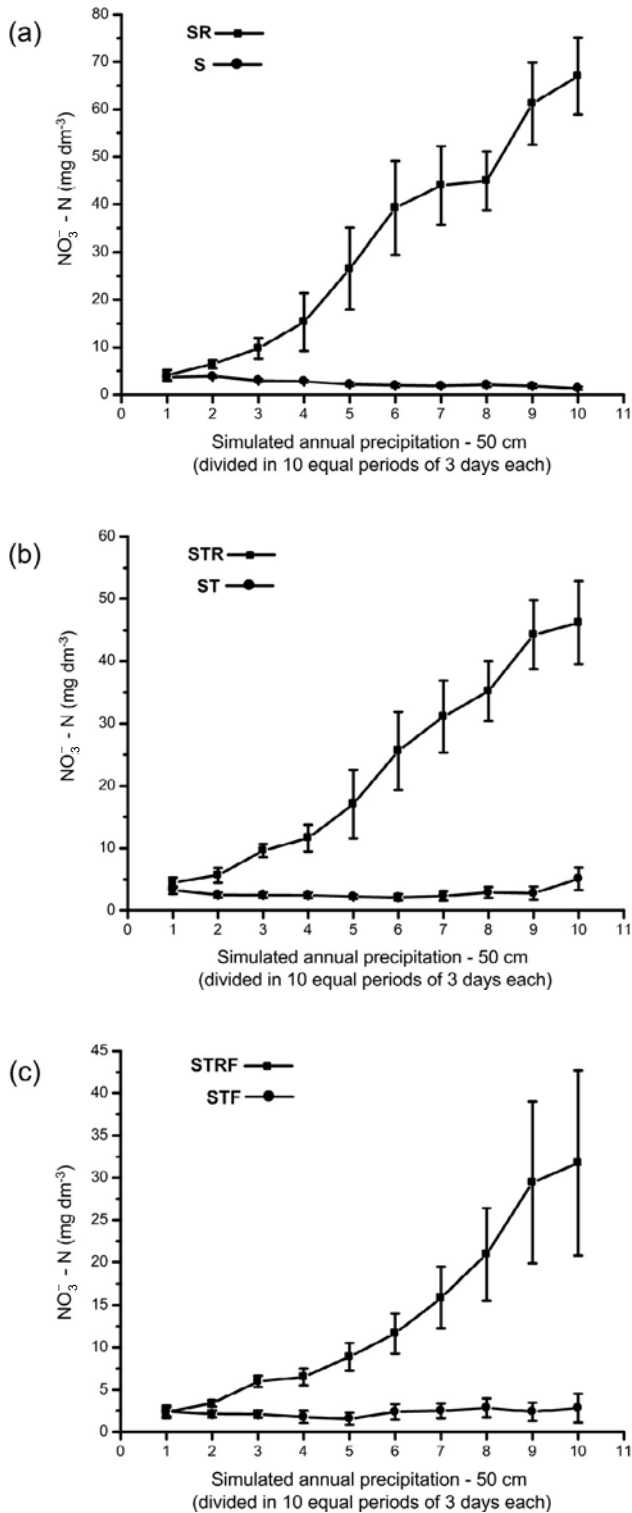 (a)
SR
S
NO₃⁻ - N (mg dm⁻³)
80
70
60
50
40
30
20
10
0
0 1 2 3 4 5 6 7 8 9 10 11
Simulated annual precipitation - 50 cm
(divided in 10 equal periods of 3 days each)
(b)
STR
ST
NO₃⁻ - N (mg dm⁻³)
60
50
40
30
20
10
0
0 1 2 3 4 5 6 7 8 9 10 11
Simulated annual precipitation - 50 cm
(divided in 10 equal periods of 3 days each)
(c)
STRF
STF
NO₃⁻ - N (mg dm⁻³)
45
40
35
30
25
20
15
10
5
0
0 1 2 3 4 5 6 7 8 9 10 11
Simulated annual precipitation - 50 cm
(divided in 10 equal periods of 3 days each)